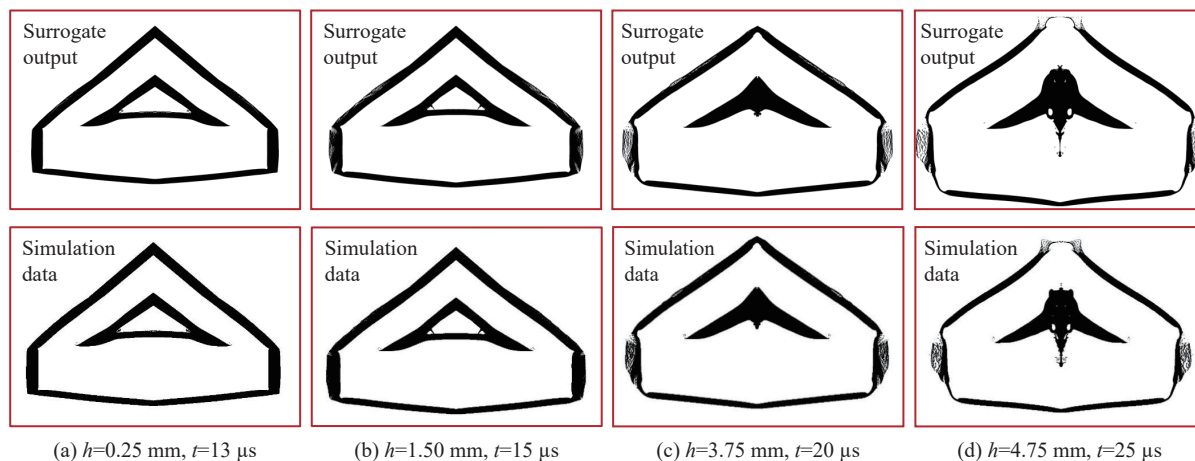 Surrogate
output
Surrogate
output
Surrogate
output
Surrogate
output
Simulation
data
Simulation
data
Simulation
data
Simulation
data
(a) h=0.25 mm, t=13 μs
(b) h=1.50 mm, t=15 μs
(c) h=3.75 mm, t=20 μs
(d) h=4.75 mm, t=25 μs